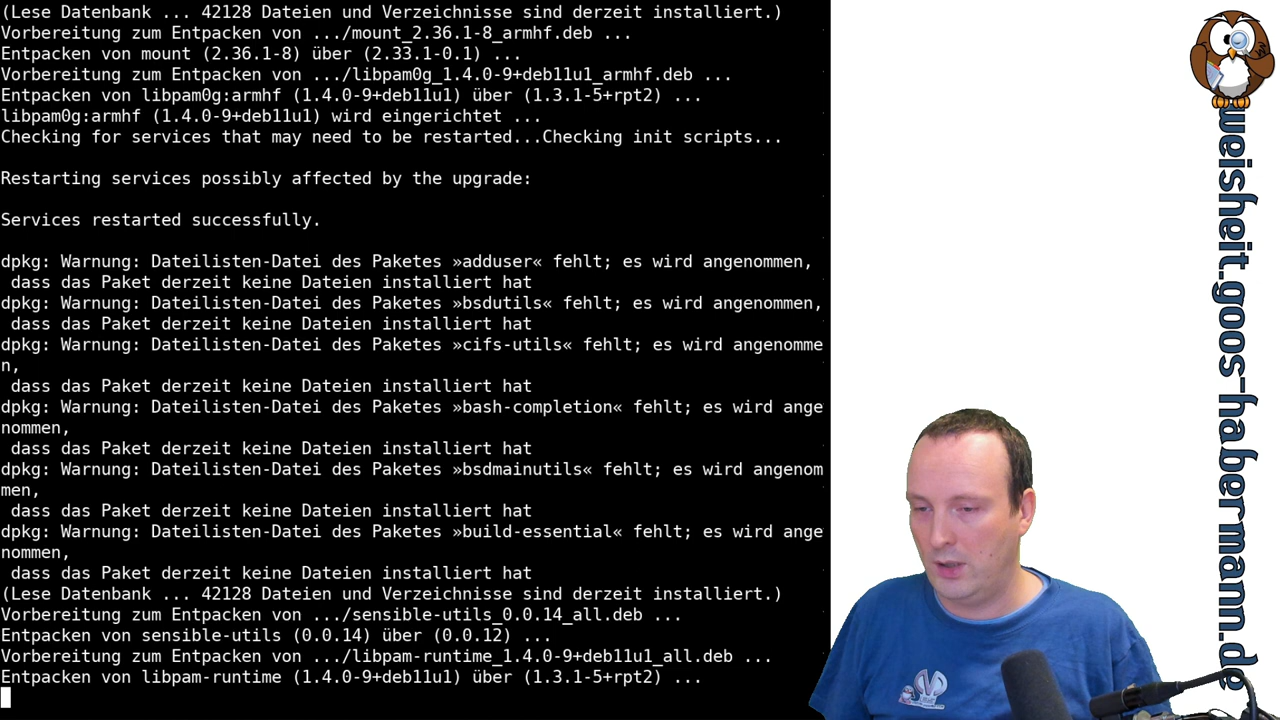 (Lese Datenbank ... 42128 Dateien und Verzeichnisse sind derzeit installiert.)
Vorbereitung zum Entpacken von .../mount_2.36.1-8_armhf.deb ...
Entpacken von mount (2.36.1-8) über (2.33.1-0.1) ...
Vorbereitung zum Entpacken von .../libpam0g_1.4.0-9+deb11u1_armhf.deb ...
Entpacken von libpam0g:armhf (1.4.0-9+deb11u1) über (1.3.1-5+rpt2) ...
libpam0g:armhf (1.4.0-9+deb11u1) wird eingerichtet ...
Checking for services that may need to be restarted...Checking init scripts...
Restarting services possibly affected by the upgrade:
Services restarted successfully.
dpkg: Warnung: Dateilisten-Datei des Paketes »adduser« fehlt; es wird angenommen,
 dass das Paket derzeit keine Dateien installiert hat
dpkg: Warnung: Dateilisten-Datei des Paketes »bsdutils« fehlt; es wird angenommen,
 dass das Paket derzeit keine Dateien installiert hat
dpkg: Warnung: Dateilisten-Datei des Paketes »cifs-utils« fehlt; es wird angenomme
n,
 dass das Paket derzeit keine Dateien installiert hat
dpkg: Warnung: Dateilisten-Datei des Paketes »bash-completion« fehlt; es wird ange
nommen,
 dass das Paket derzeit keine Dateien installiert hat
dpkg: Warnung: Dateilisten-Datei des Paketes »bsdmainutils« fehlt; es wird angenom
men,
 dass das Paket derzeit keine Dateien installiert hat
dpkg: Warnung: Dateilisten-Datei des Paketes »build-essential« fehlt; es wird ange
nommen,
 dass das Paket derzeit keine Dateien installiert hat
(Lese Datenbank ... 42128 Dateien und Verzeichnisse sind derzeit installiert.)
Vorbereitung zum Entpacken von .../sensible-utils_0.0.14_all.deb ...
Entpacken von sensible-utils (0.0.14) über (0.0.12) ...
Vorbereitung zum Entpacken von .../libpam-runtime_1.4.0-9+deb11u1_all.deb ...
Entpacken von libpam-runtime (1.4.0-9+deb11u1) über (1.3.1-5+rpt2) ...
weisheit.goos-habermann.de